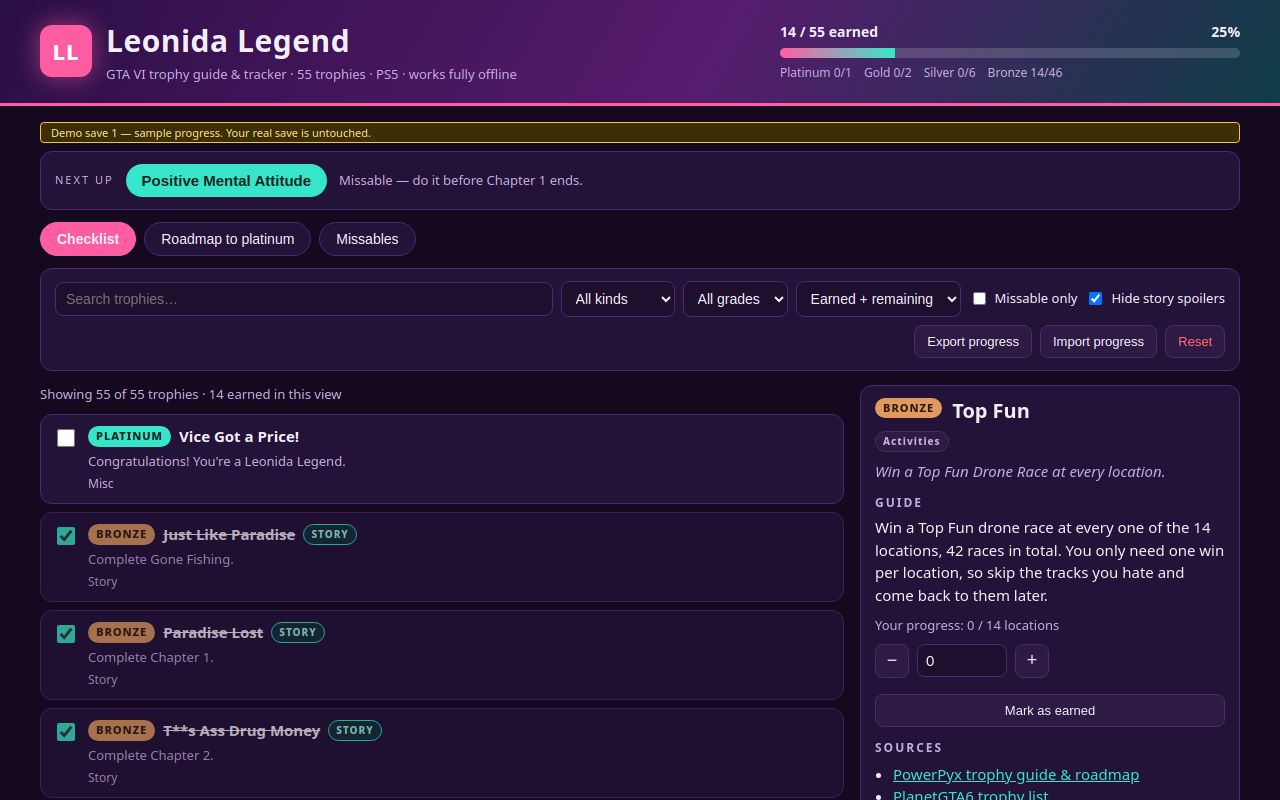 LL
Leonida Legend
GTA VI trophy guide & tracker · 55 trophies · PS5 · works fully offline
14 / 55 earned
25%
Platinum 0/1 Gold 0/2 Silver 0/6 Bronze 14/46
Demo save 1 — sample progress. Your real save is untouched.
NEXT UP Positive Mental Attitude Missable — do it before Chapter 1 ends.
Checklist Roadmap to platinum Missables
Search trophies… All kinds All grades Earned + remaining Missable only Hide story spoilers
Export progress Import progress Reset
Showing 55 of 55 trophies · 14 earned in this view
PLATINUM Vice Got a Price!
Congratulations! You're a Leonida Legend.
Misc
BRONZE Just Like Paradise STORY
Complete Gone Fishing.
Story
BRONZE Paradise Lost STORY
Complete Chapter 1.
Story
BRONZE T**s Ass Drug Money STORY
Complete Chapter 2.
Story
BRONZE Top Fun
Activities
Win a Top Fun Drone Race at every location.
GUIDE
Win a Top Fun drone race at every one of the 14
locations, 42 races in total. You only need one win
per location, so skip the tracks you hate and
come back to them later.
Your progress: 0 / 14 locations
− 0 +
Mark as earned
SOURCES
PowerPyx trophy guide & roadmap
PlanetGTA6 trophy list